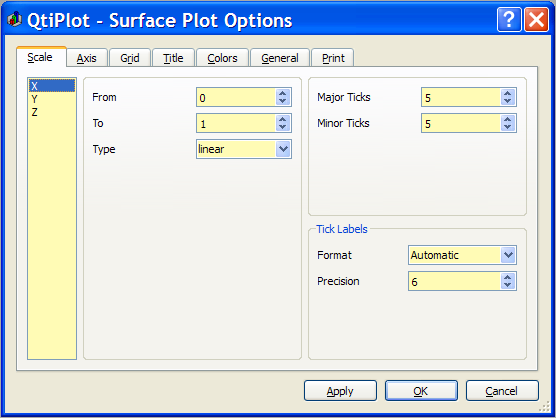 QtiPlot - Surface Plot Options
Scale Axis Grid Title Colors General Print
X
Y
Z
From 0
To 1
Type linear
Major Ticks 5
Minor Ticks 5
Tick Labels
Format Automatic
Precision 6
Apply OK Cancel